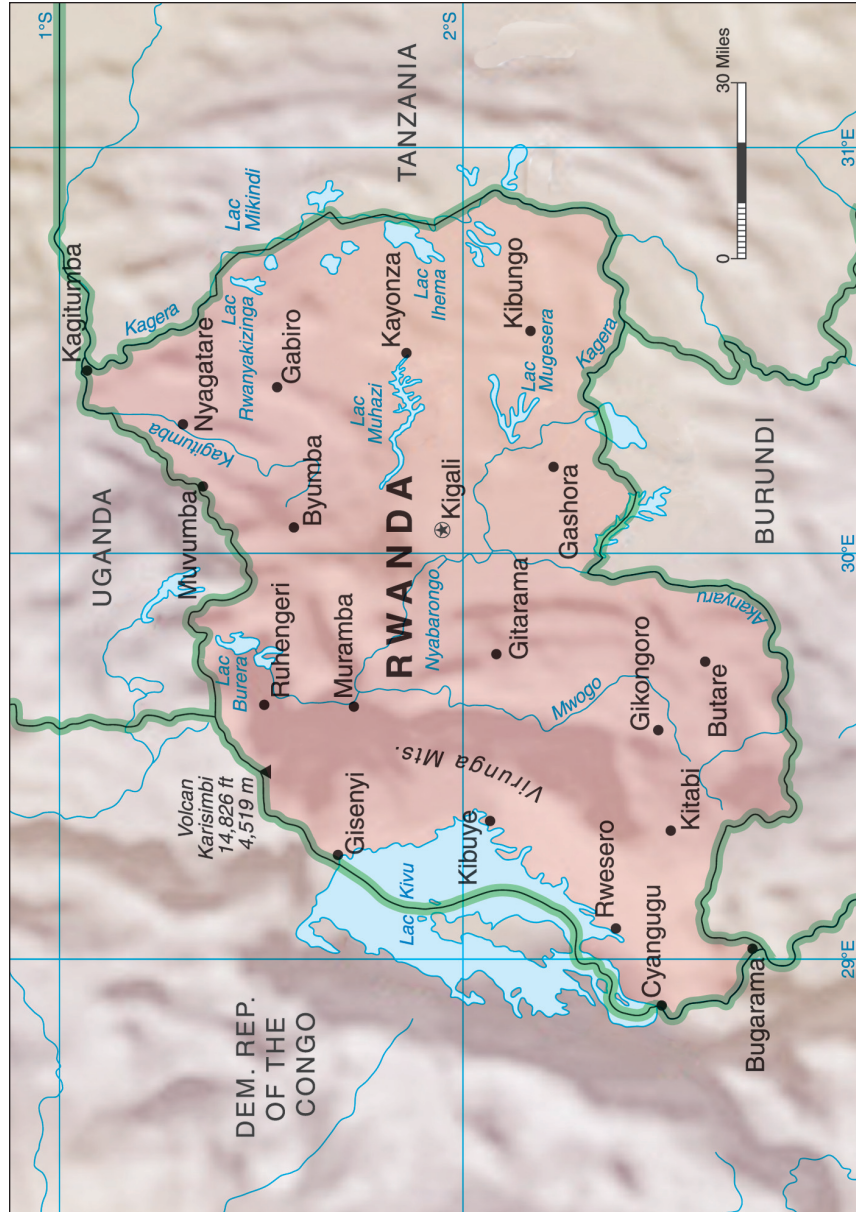 1°S
Kagitumba
UGANDA
Kagera
Muvumba
Nyagatare
Kagitumba
Volcan
Karisimbi
14,826 ft
4,519 m
Lac
Burera
Lac
Mikindi
DEM. REP.
OF THE
CONGO
Lac
Rwanyakizinga
Ruhengeri
Gabiro
Byumba
Gisenyi
Muramba
Lac
Muhazi
Kayonza
RWANDA
TANZANIA
Lac Kivu
Virunga Mts.
Nyabarongo
Lac
Ihema
Kigali
2°S
Kibuye
Gitarama
Kibungo
Lac
Mugesera
Rwesero
Mwogo
Gashora
Kagera
Cyangugu
Gikongoro
Kitabi
Butare
Akanyaru
Bugarama
BURUNDI
0
30 Miles
29°E
30°E
31°E